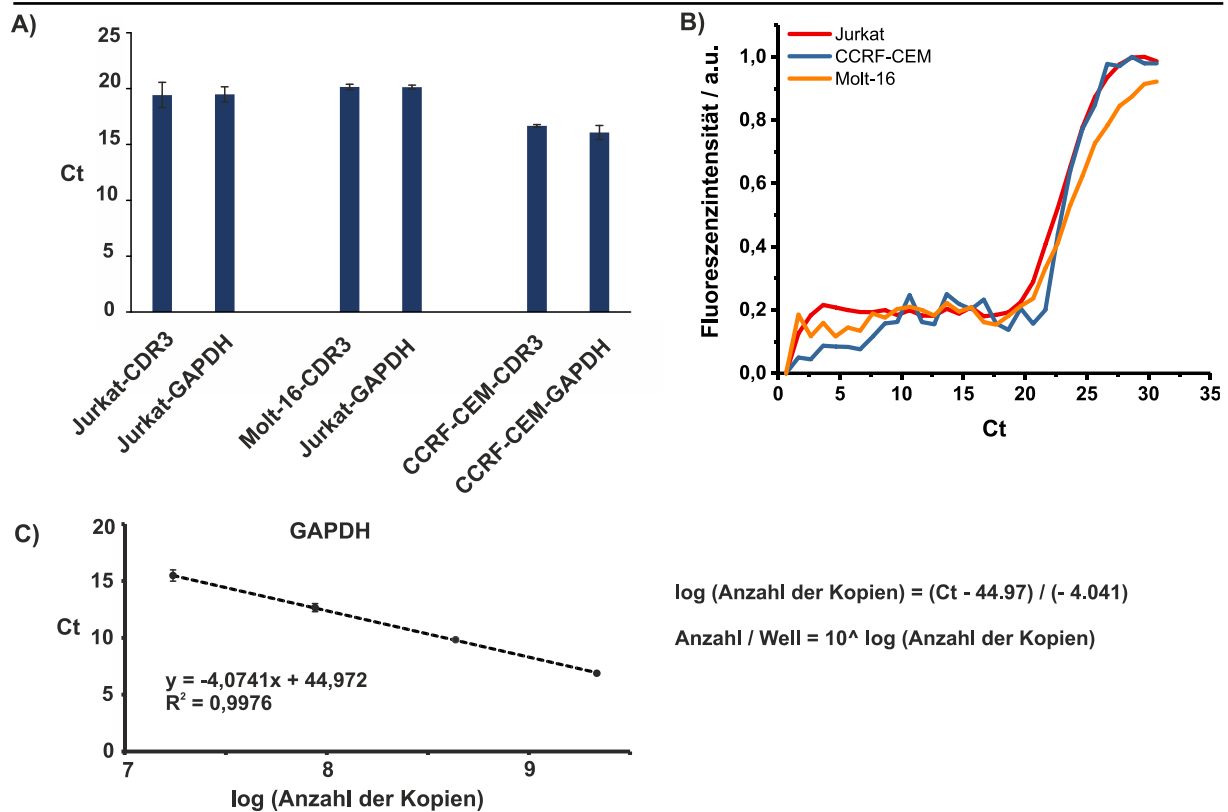 A)
25
20
15
10
5
0
Ct
Jurkat-CDR3
Jurkat-GAPDH
Molt-16-CDR3
Jurkat-GAPDH
CCRF-CEM-CDR3
CCRF-CEM-GAPDH
B)
Jurkat
CCRF-CEM
Molt-16
Fluoreszenzintensität / a.u.
1,0
0,8
0,6
0,4
0,2
0,0
0 5 10 15 20 25 30 35
Ct
C)
GAPDH
20
15
10
5
0
Ct
y = -4,0741x + 44,972
R² = 0,9976
7 8 9
log (Anzahl der Kopien)
log (Anzahl der Kopien) = (Ct - 44.97) / (- 4.041)
Anzahl / Well = 10^ log (Anzahl der Kopien)